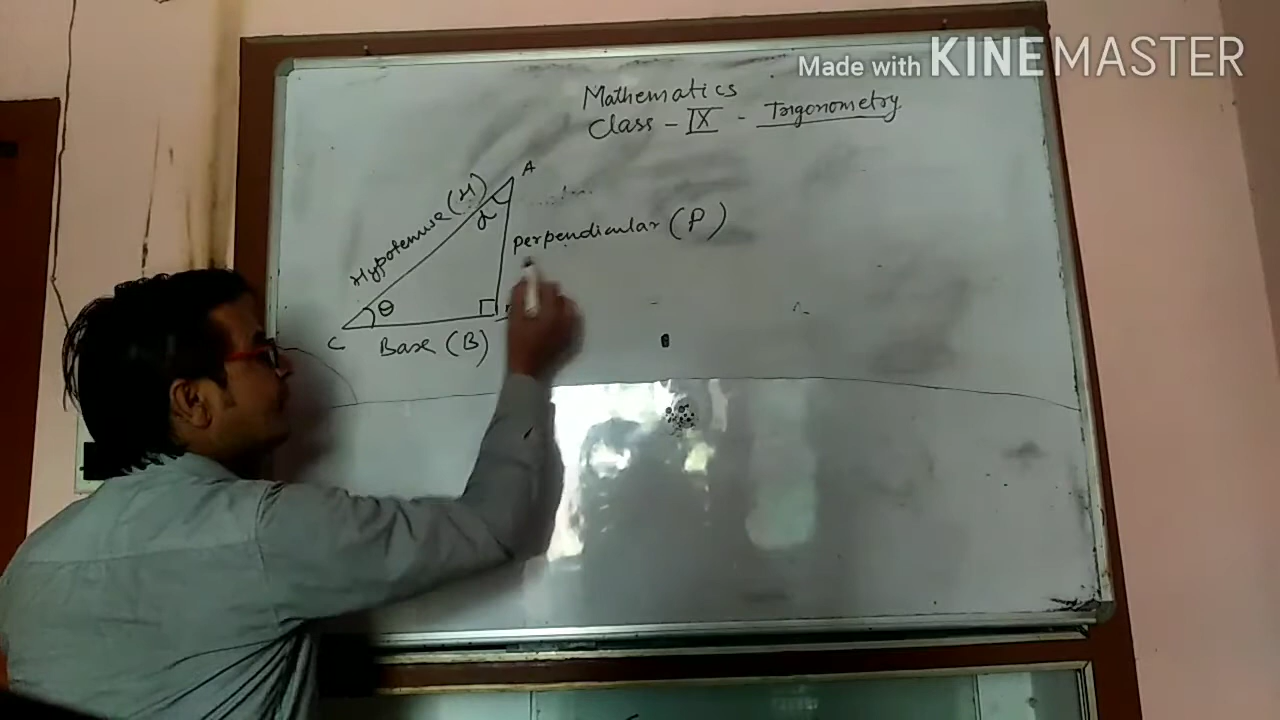 Made with KINEMASTER
Mathematics
Class - IX - Trigonometry
A
Hypotenuse (H)
α
perpendicular (P)
θ
C
Base (B)